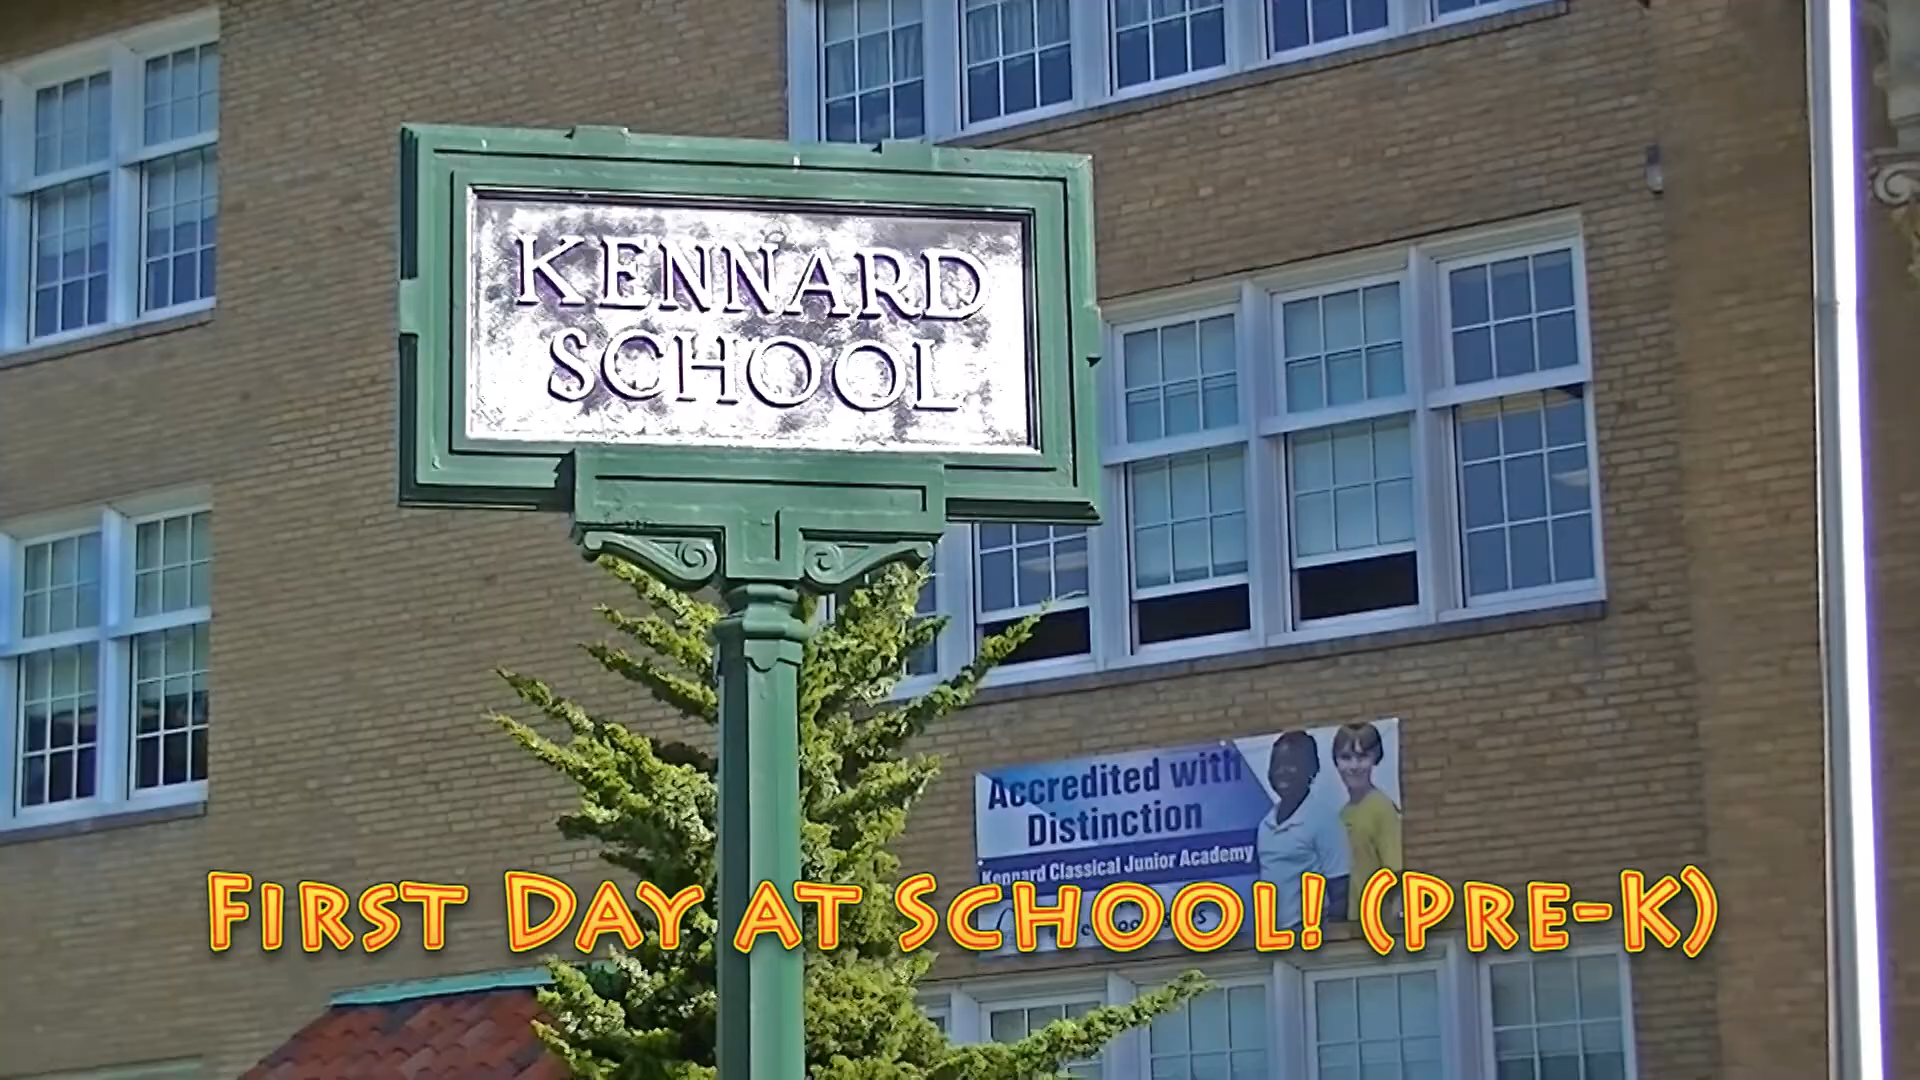 KENNARD
SCHOOL
Accredited with
Distinction
Kennard Classical Junior Academy
First Day at School! (Pre-K)